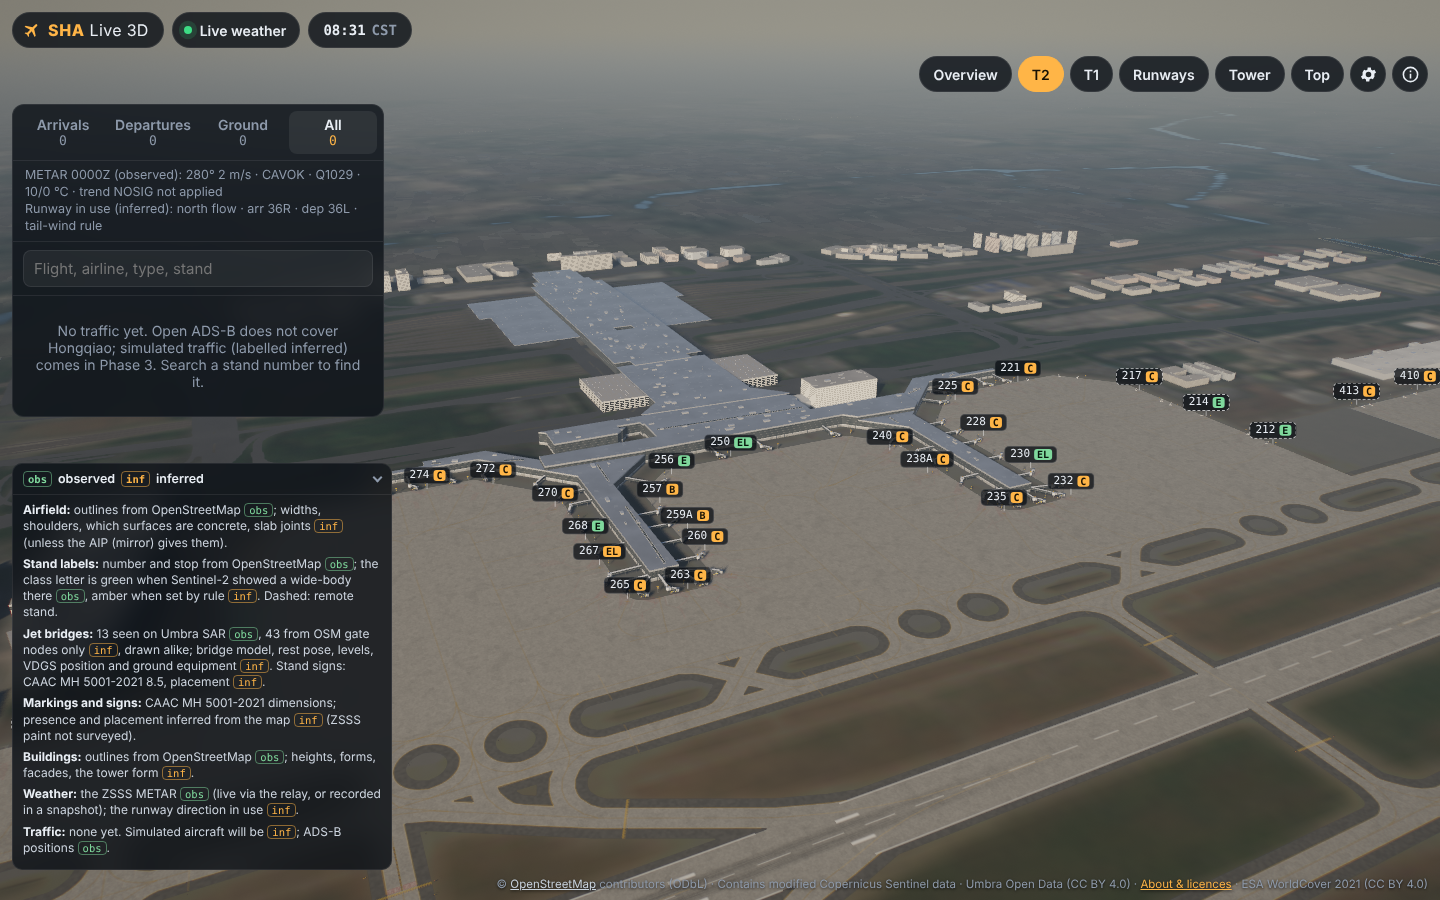 SHA Live 3D
Live weather
08:31 CST
Overview
T2
T1
Runways
Tower
Top
Arrivals
0
Departures
0
Ground
0
All
0
METAR 0000Z (observed): 280° 2 m/s · CAVOK · Q1029 ·
10/0 °C · trend NOSIG not applied
Runway in use (inferred): north flow · arr 36R · dep 36L ·
tail-wind rule
Flight, airline, type, stand
No traffic yet. Open ADS-B does not cover
Hongqiao; simulated traffic (labelled inferred)
comes in Phase 3. Search a stand number to find
it.
221 C
225 C
217 C
214 E
212 E
413 C
410 C
228 C
240 C
238A C
230 EL
232 C
235 C
250 EL
256 E
257 B
259A B
260 C
263 C
265 C
267 EL
268 E
270 C
272 C
274 C
obs observed inf inferred
Airfield: outlines from OpenStreetMap obs; widths,
shoulders, which surfaces are concrete, slab joints inf
(unless the AIP (mirror) gives them).
Stand labels: number and stop from OpenStreetMap obs; the
class letter is green when Sentinel-2 showed a wide-body
there obs, amber when set by rule inf. Dashed: remote
stand.
Jet bridges: 13 seen on Umbra SAR obs, 43 from OSM gate
nodes only inf, drawn alike; bridge model, rest pose, levels,
VDGS position and ground equipment inf. Stand signs:
CAAC MH 5001-2021 8.5, placement inf.
Markings and signs: CAAC MH 5001-2021 dimensions;
presence and placement inferred from the map inf (ZSSS
paint not surveyed).
Buildings: outlines from OpenStreetMap obs; heights, forms,
facades, the tower form inf.
Weather: the ZSSS METAR obs (live via the relay, or recorded
in a snapshot); the runway direction in use inf.
Traffic: none yet. Simulated aircraft will be inf; ADS-B
positions obs.
© OpenStreetMap contributors (ODbL) · Contains modified Copernicus Sentinel data · Umbra Open Data (CC BY 4.0) · About & licences · ESA WorldCover 2021 (CC BY 4.0)